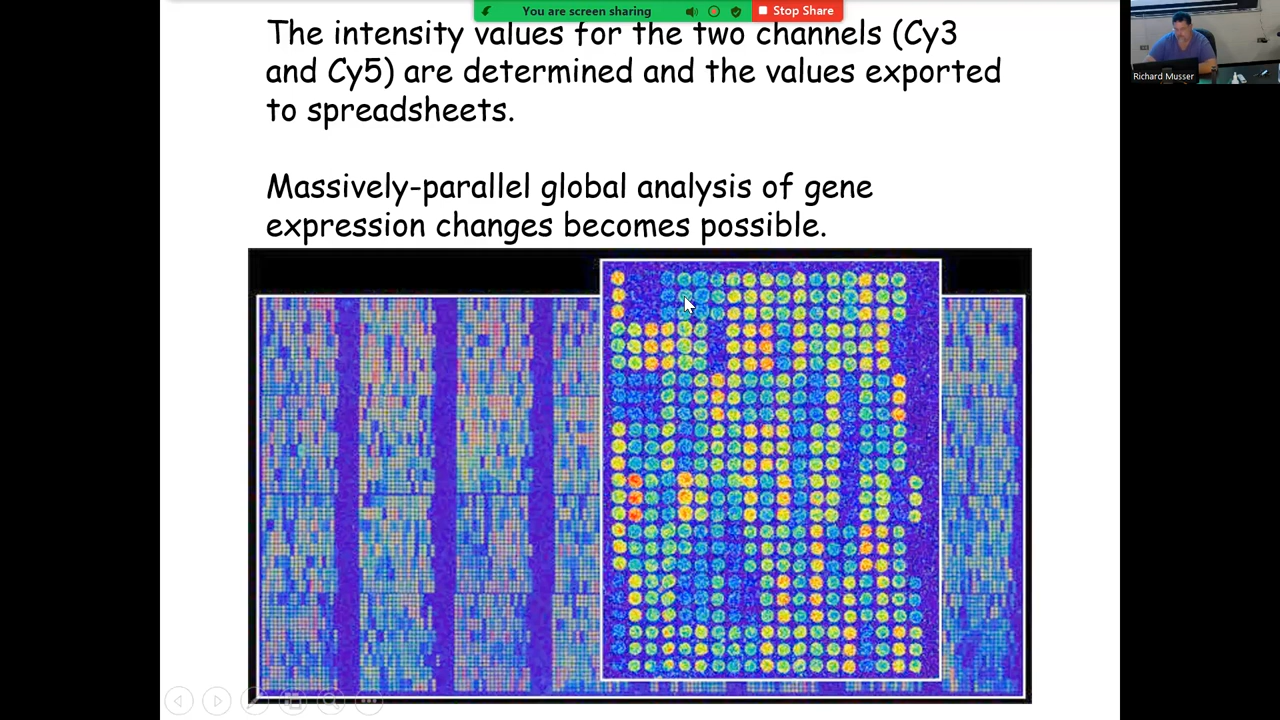 You are screen sharing
Stop Share
The intensity values for the two channels (Cy3
and Cy5) are determined and the values exported
to spreadsheets.
Massively-parallel global analysis of gene
expression changes becomes possible.
Richard Musser